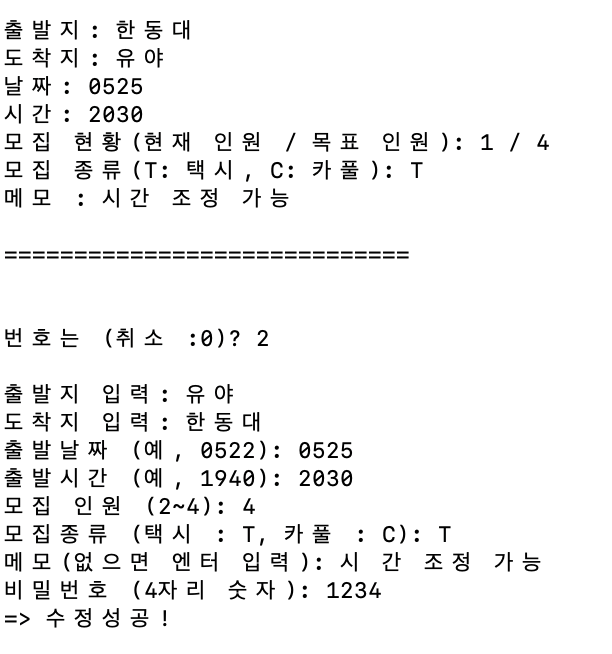 출발지: 한동대
도착지: 유야
날짜: 0525
시간: 2030
모집 현황(현재 인원 / 목표 인원): 1 / 4
모집 종류(T: 택시, C: 카풀): T
메모 : 시간 조정 가능
=============================
번호는 (취소 :0)? 2
출발지 입력: 유야
도착지 입력: 한동대
출발날짜 (예, 0522): 0525
출발시간 (예, 1940): 2030
모집 인원 (2~4): 4
모집종류 (택시 : T, 카풀 : C): T
메모(없으면 엔터 입력): 시 간 조정 가능
비밀번호 (4자리 숫자): 1234
=> 수정성공!